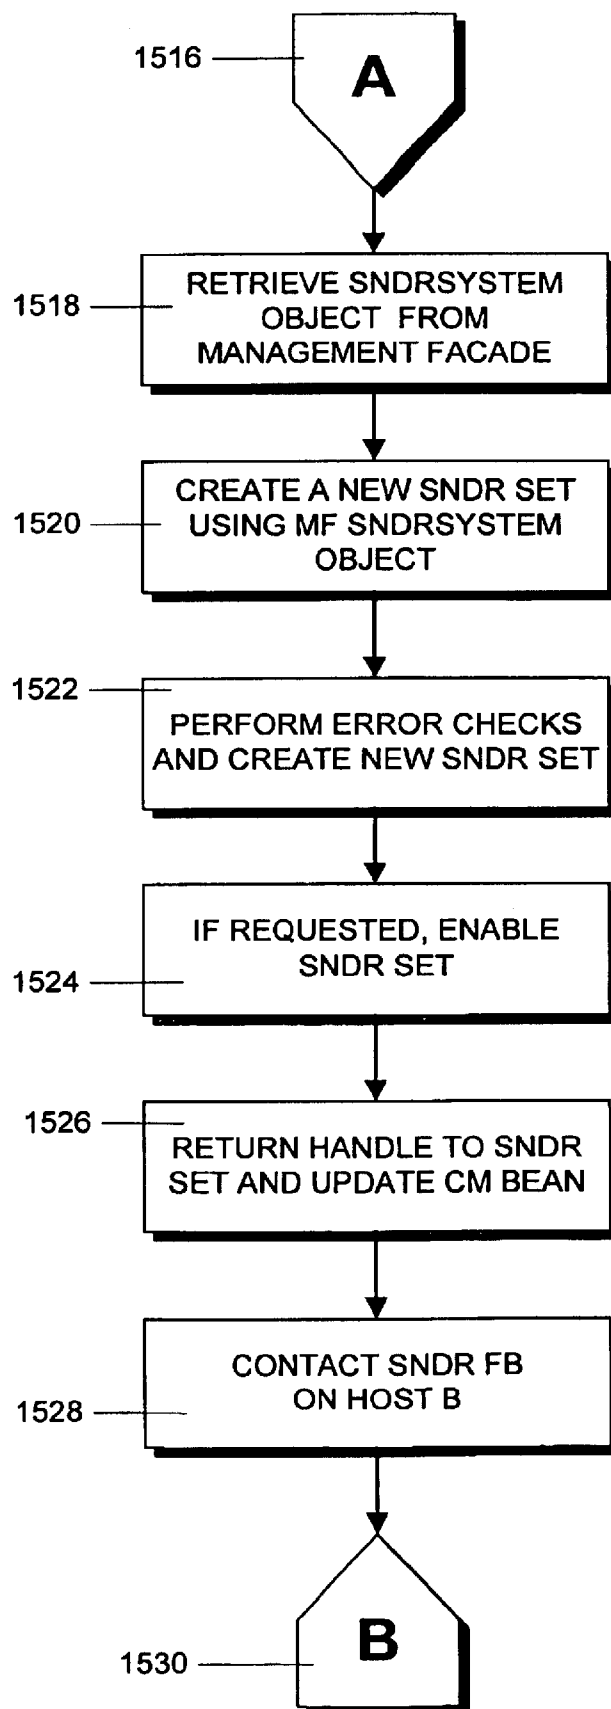 1516
A
1518
RETRIEVE SNDRSYSTEM
OBJECT FROM
MANAGEMENT FACADE
1520
CREATE A NEW SNDR SET
USING MF SNDRSYSTEM
OBJECT
1522
PERFORM ERROR CHECKS
AND CREATE NEW SNDR SET
IF REQUESTED, ENABLE
SNDR SET
1524
1526
RETURN HANDLE TO SNDR
SET AND UPDATE CM BEAN
CONTACT SNDR FB
ON HOST B
1528
B
1530